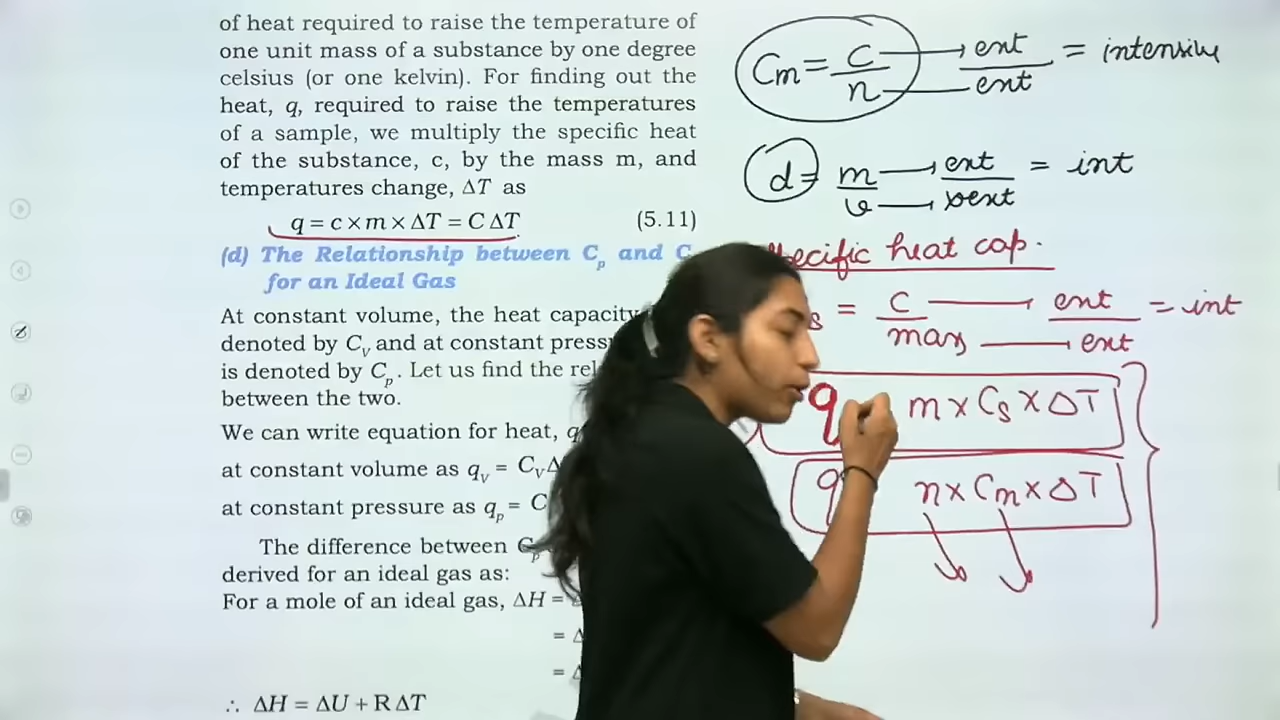 of heat required to raise the temperature of
one unit mass of a substance by one degree
celsius (or one kelvin). For finding out the
heat, q, required to raise the temperatures
of a sample, we multiply the specific heat
of the substance, c, by the mass m, and
temperatures change, ΔT as
q = c × m × ΔT = C ΔT (5.11)
(d) The Relationship between Cp and C
for an Ideal Gas
At constant volume, the heat capacity
denoted by CV and at constant press
is denoted by Cp. Let us find the rel
between the two.
We can write equation for heat, q
at constant volume as qv = CVΔ
at constant pressure as qp = C
The difference between Cp
derived for an ideal gas as:
For a mole of an ideal gas, ΔH =
= Δ
= Δ
∴ ΔH = ΔU + R ΔT
Cm = C/n → ext/ext = intensive
d = m/v → ext/ext = int
pecific heat cap.
s = C/mass → ext/ext = int
q m × Cs × ΔT
q n × Cm × ΔT